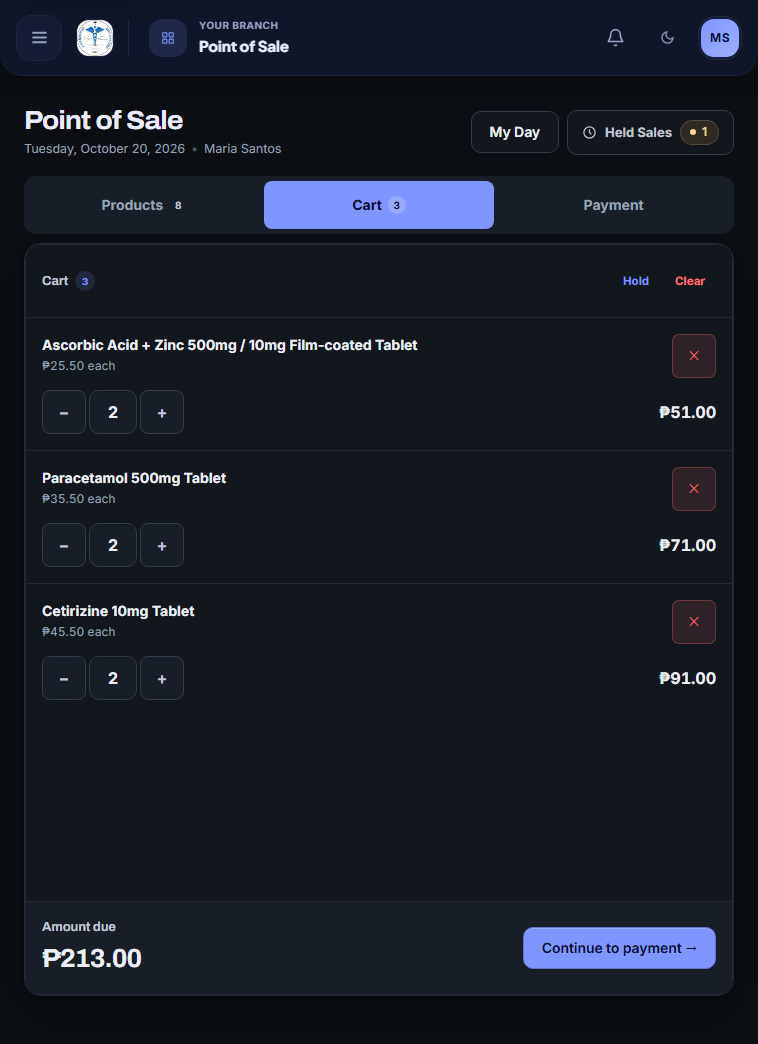 YOUR BRANCH
Point of Sale
MS
Point of Sale
Tuesday, October 20, 2026 • Maria Santos
My Day
Held Sales • 1
Products 8
Cart 3
Payment
Cart 3
Hold
Clear
Ascorbic Acid + Zinc 500mg / 10mg Film-coated Tablet
₱25.50 each
− 2 +
₱51.00
Paracetamol 500mg Tablet
₱35.50 each
− 2 +
₱71.00
Cetirizine 10mg Tablet
₱45.50 each
− 2 +
₱91.00
Amount due
₱213.00
Continue to payment →